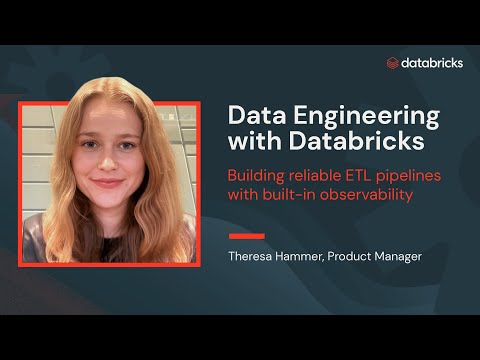 databricks
Data Engineering
with Databricks
Building reliable ETL pipelines
with built-in observability
Theresa Hammer, Product Manager